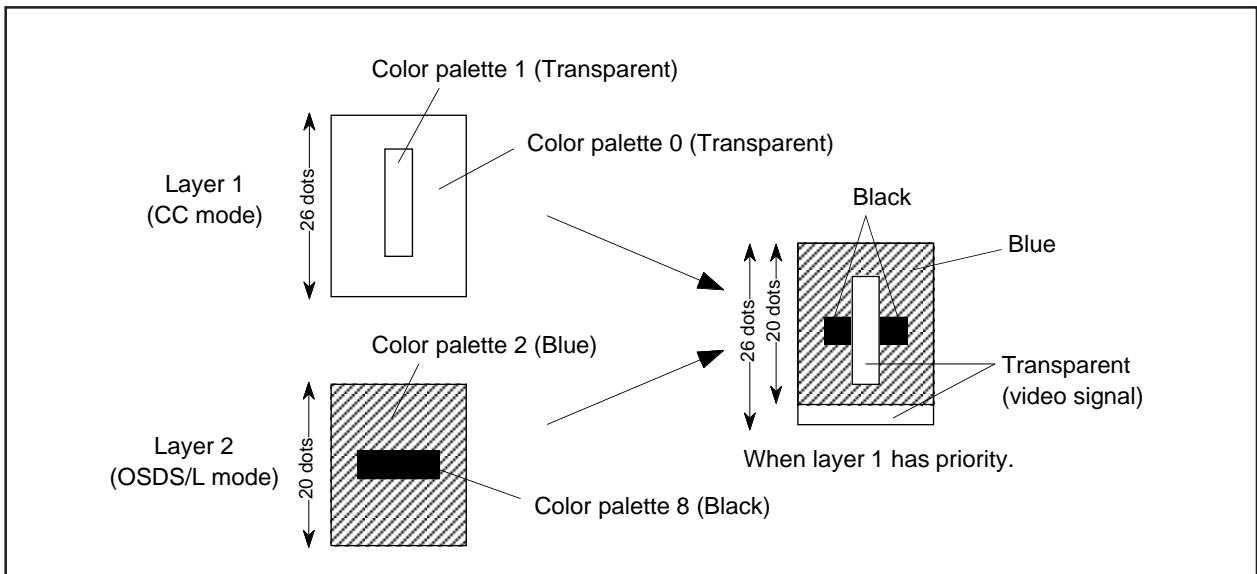 Color palette 1 (Transparent)
Color palette 0 (Transparent)
Layer 1
(CC mode)
26 dots
Color palette 2 (Blue)
Layer 2
(OSDS/L mode)
20 dots
Color palette 8 (Black)
Black
Blue
26 dots
20 dots
Transparent
(video signal)
When layer 1 has priority.